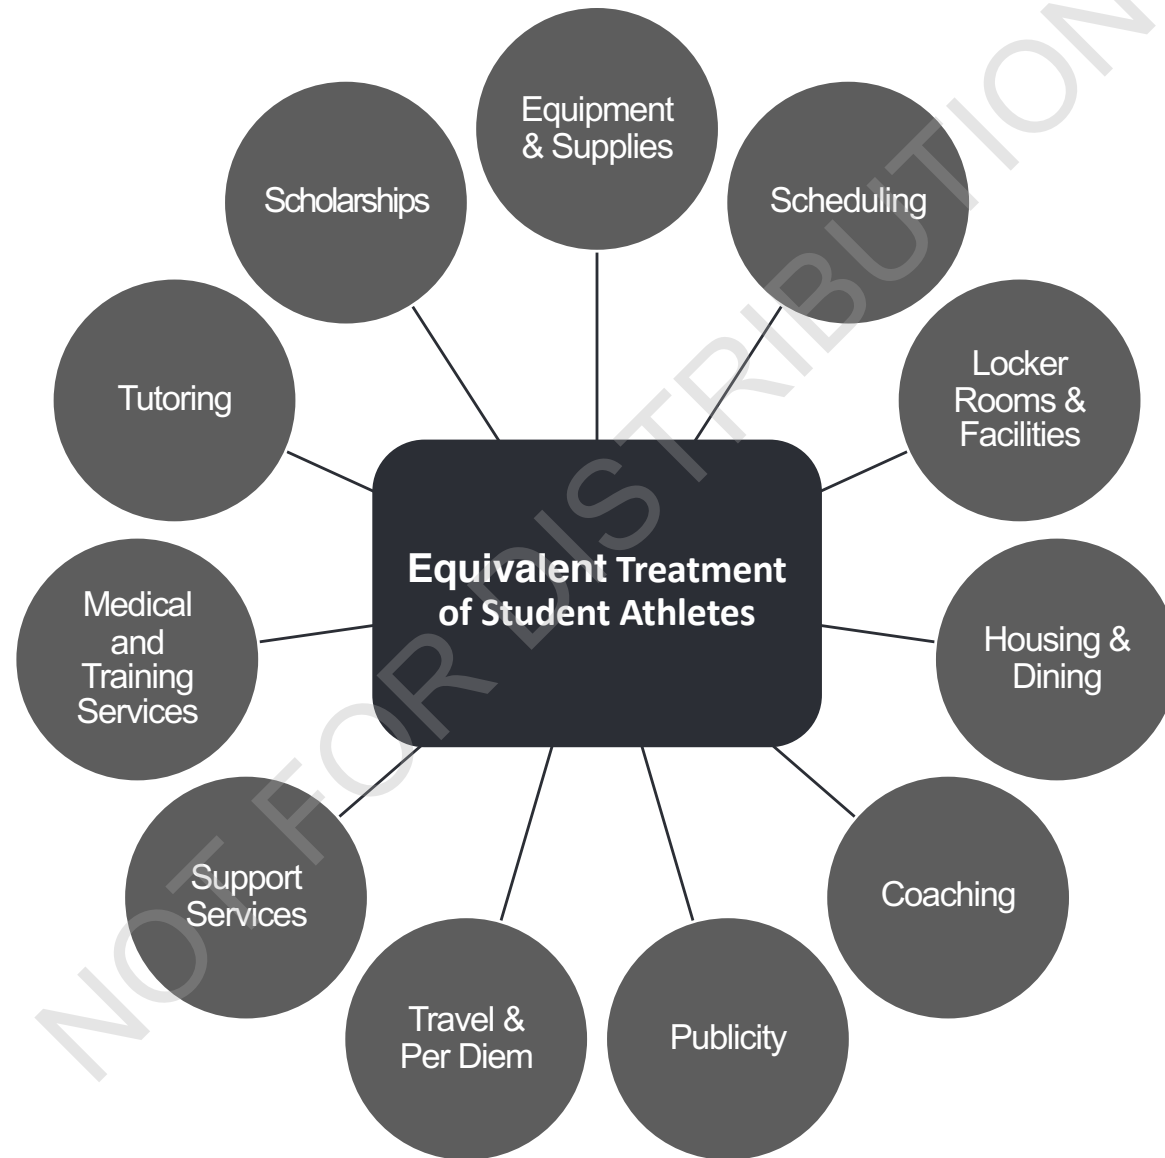 Equipment
& Supplies
Scheduling
Locker
Rooms &
Facilities
Housing &
Dining
Coaching
Publicity
Travel &
Per Diem
Support
Services
Medical
and
Training
Services
Tutoring
Scholarships
Equivalent Treatment
of Student Athletes
NOT FOR DISTRIBUTION